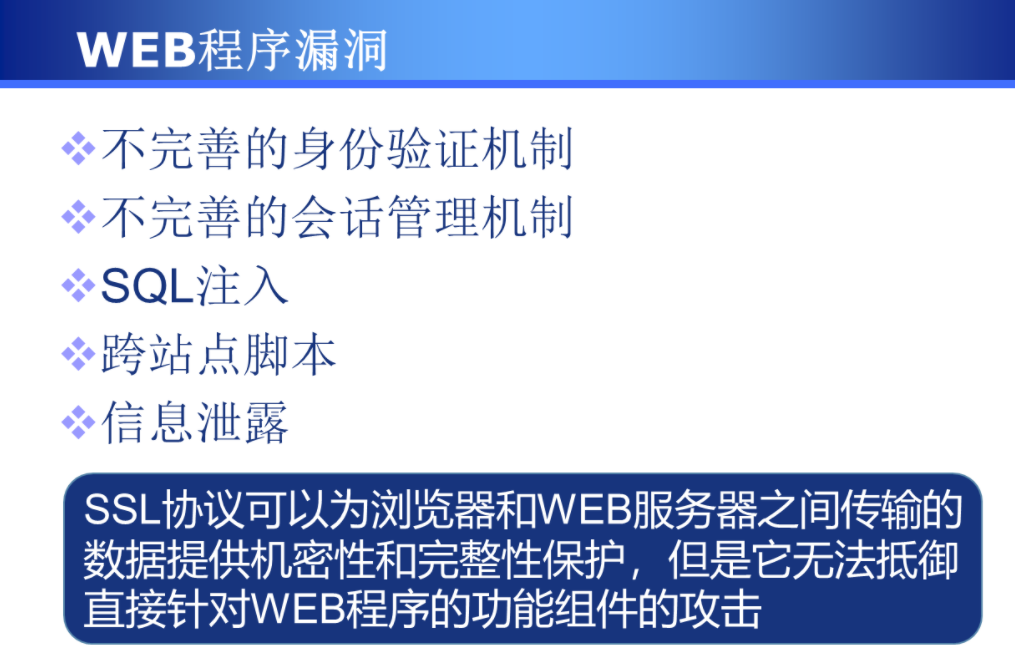 WEB程序漏洞
不完善的身份验证机制
不完善的会话管理机制
SQL注入
跨站点脚本
信息泄露
SSL协议可以为浏览器和WEB服务器之间传输的
数据提供机密性和完整性保护，但是它无法抵御
直接针对WEB程序的功能组件的攻击